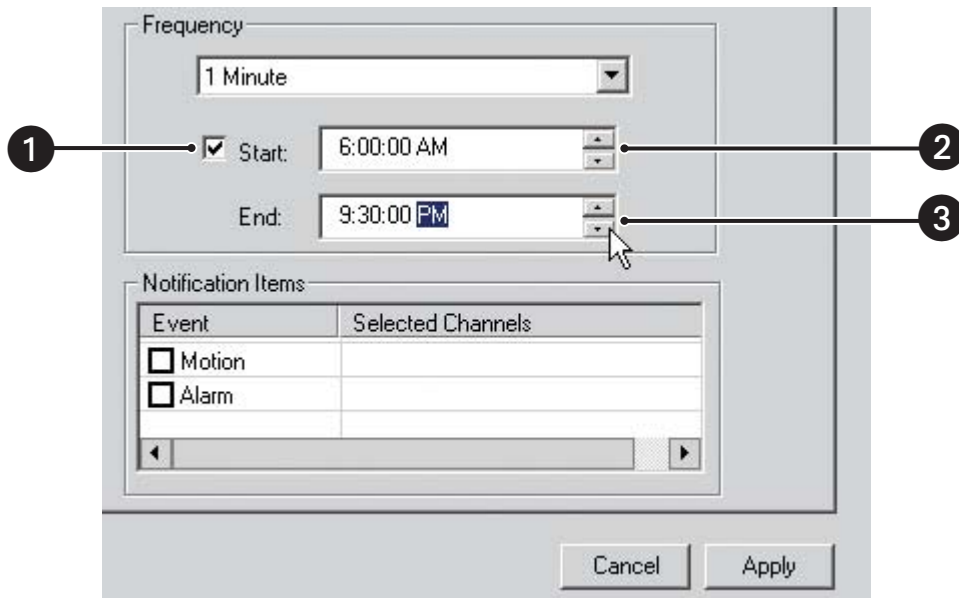 Frequency
1 Minute
1
Start:
6:00:00 AM
2
End:
9:30:00 PM
3
Notification Items
Event
Selected Channels
Motion
Alarm
Cancel
Apply